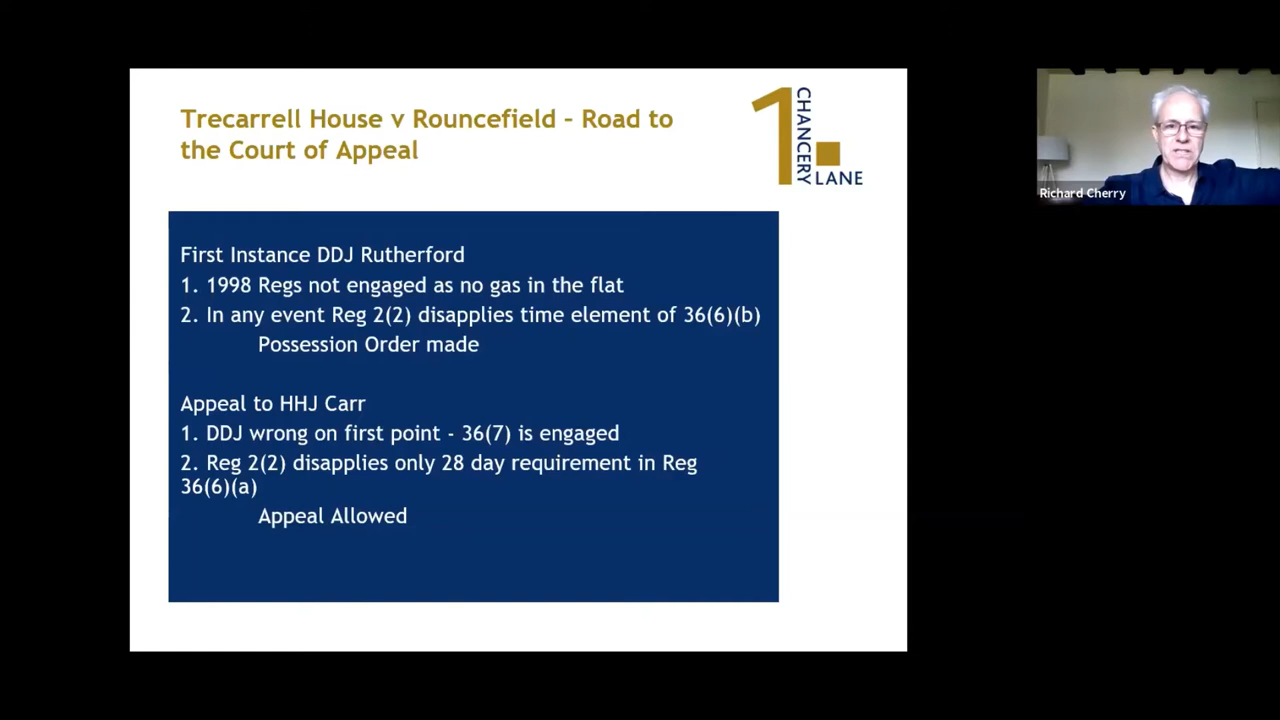 Trecarrell House v Rouncefield – Road to
the Court of Appeal
1
CHANCERY
LANE
First Instance DDJ Rutherford
1. 1998 Regs not engaged as no gas in the flat
2. In any event Reg 2(2) disapplies time element of 36(6)(b)
Possession Order made
Appeal to HHJ Carr
1. DDJ wrong on first point - 36(7) is engaged
2. Reg 2(2) disapplies only 28 day requirement in Reg
36(6)(a)
Appeal Allowed
Richard Cherry